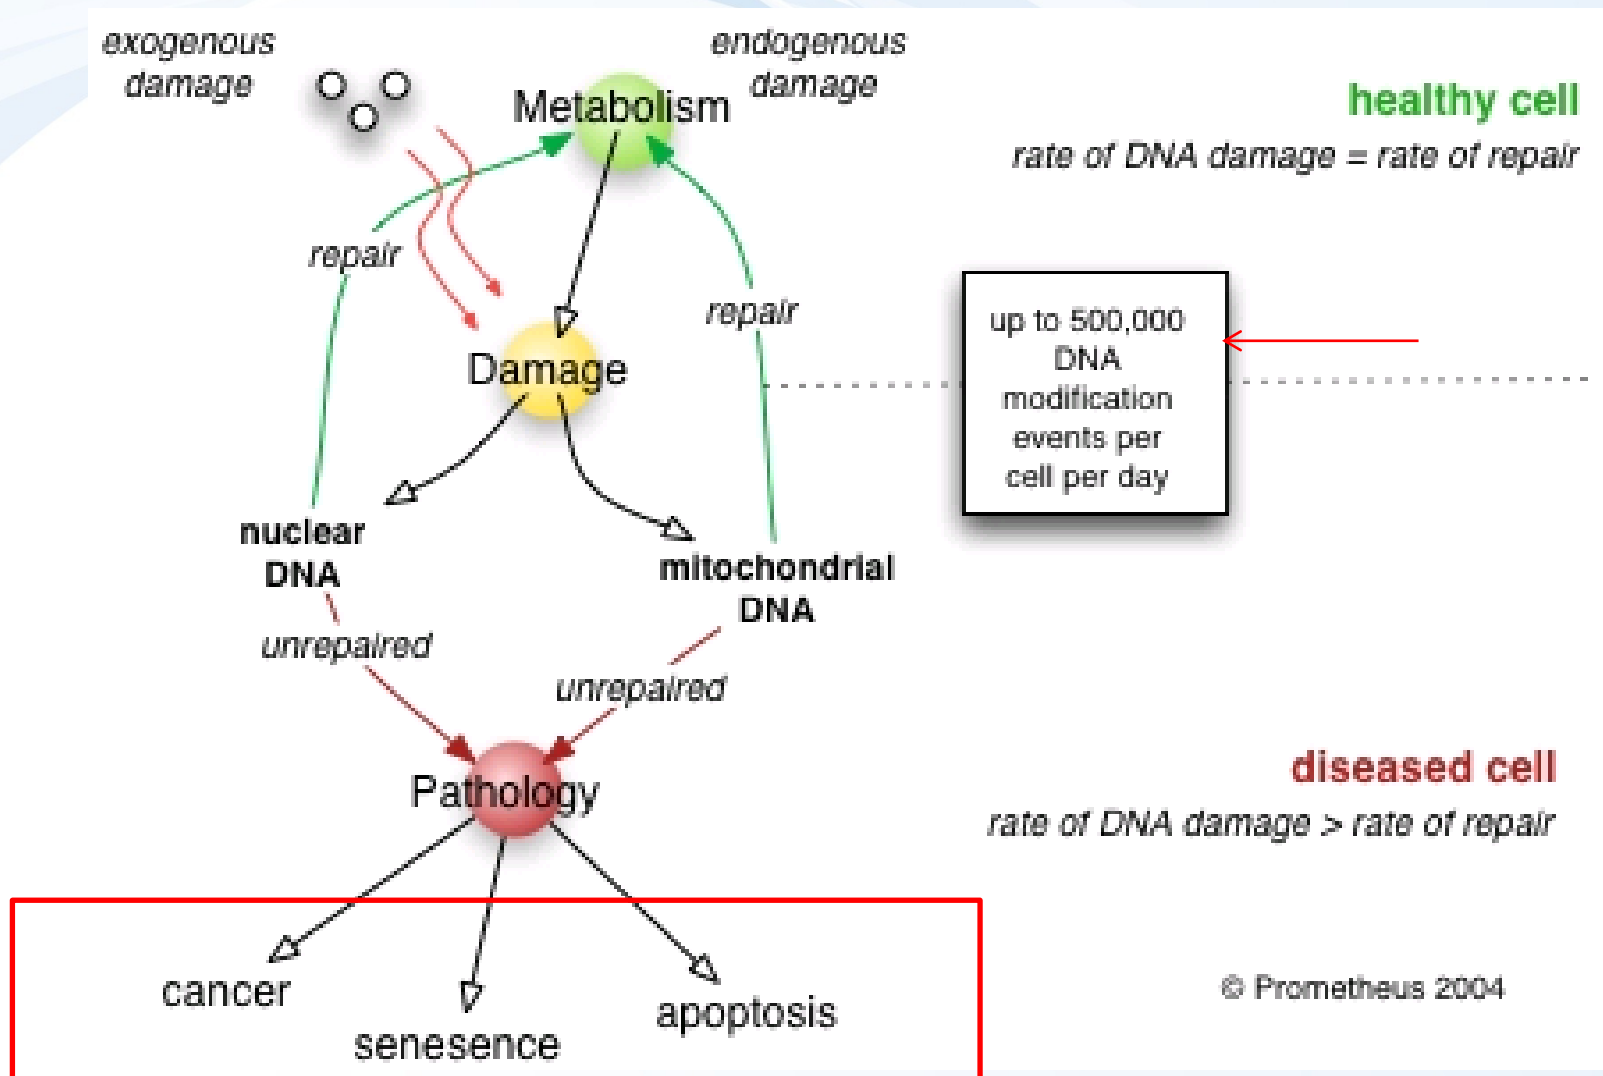 exogenous
damage
endogenous
damage
Metabolism
healthy cell
rate of DNA damage = rate of repair
repair
repair
up to 500,000
DNA
modification
events per
cell per day
Damage
nuclear
DNA
mitochondrial
DNA
unrepaired
unrepaired
Pathology
diseased cell
rate of DNA damage > rate of repair
cancer
senesence
apoptosis
© Prometheus 2004